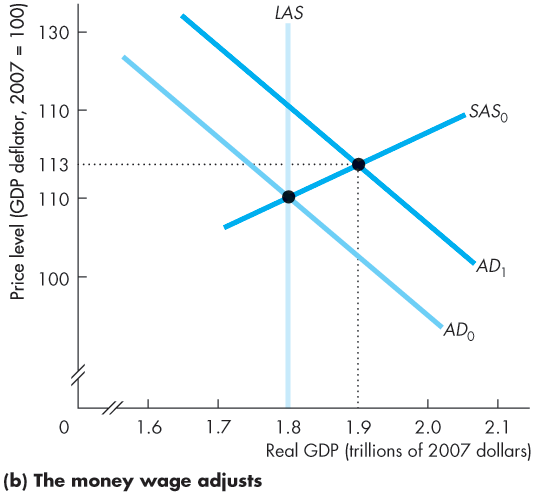 LAS
Price level (GDP deflator, 2007 = 100)
130
110
SAS0
113
110
100
AD1
AD0
0
1.6
1.7
1.8
1.9
2.0
2.1
Real GDP (trillions of 2007 dollars)
(b) The money wage adjusts